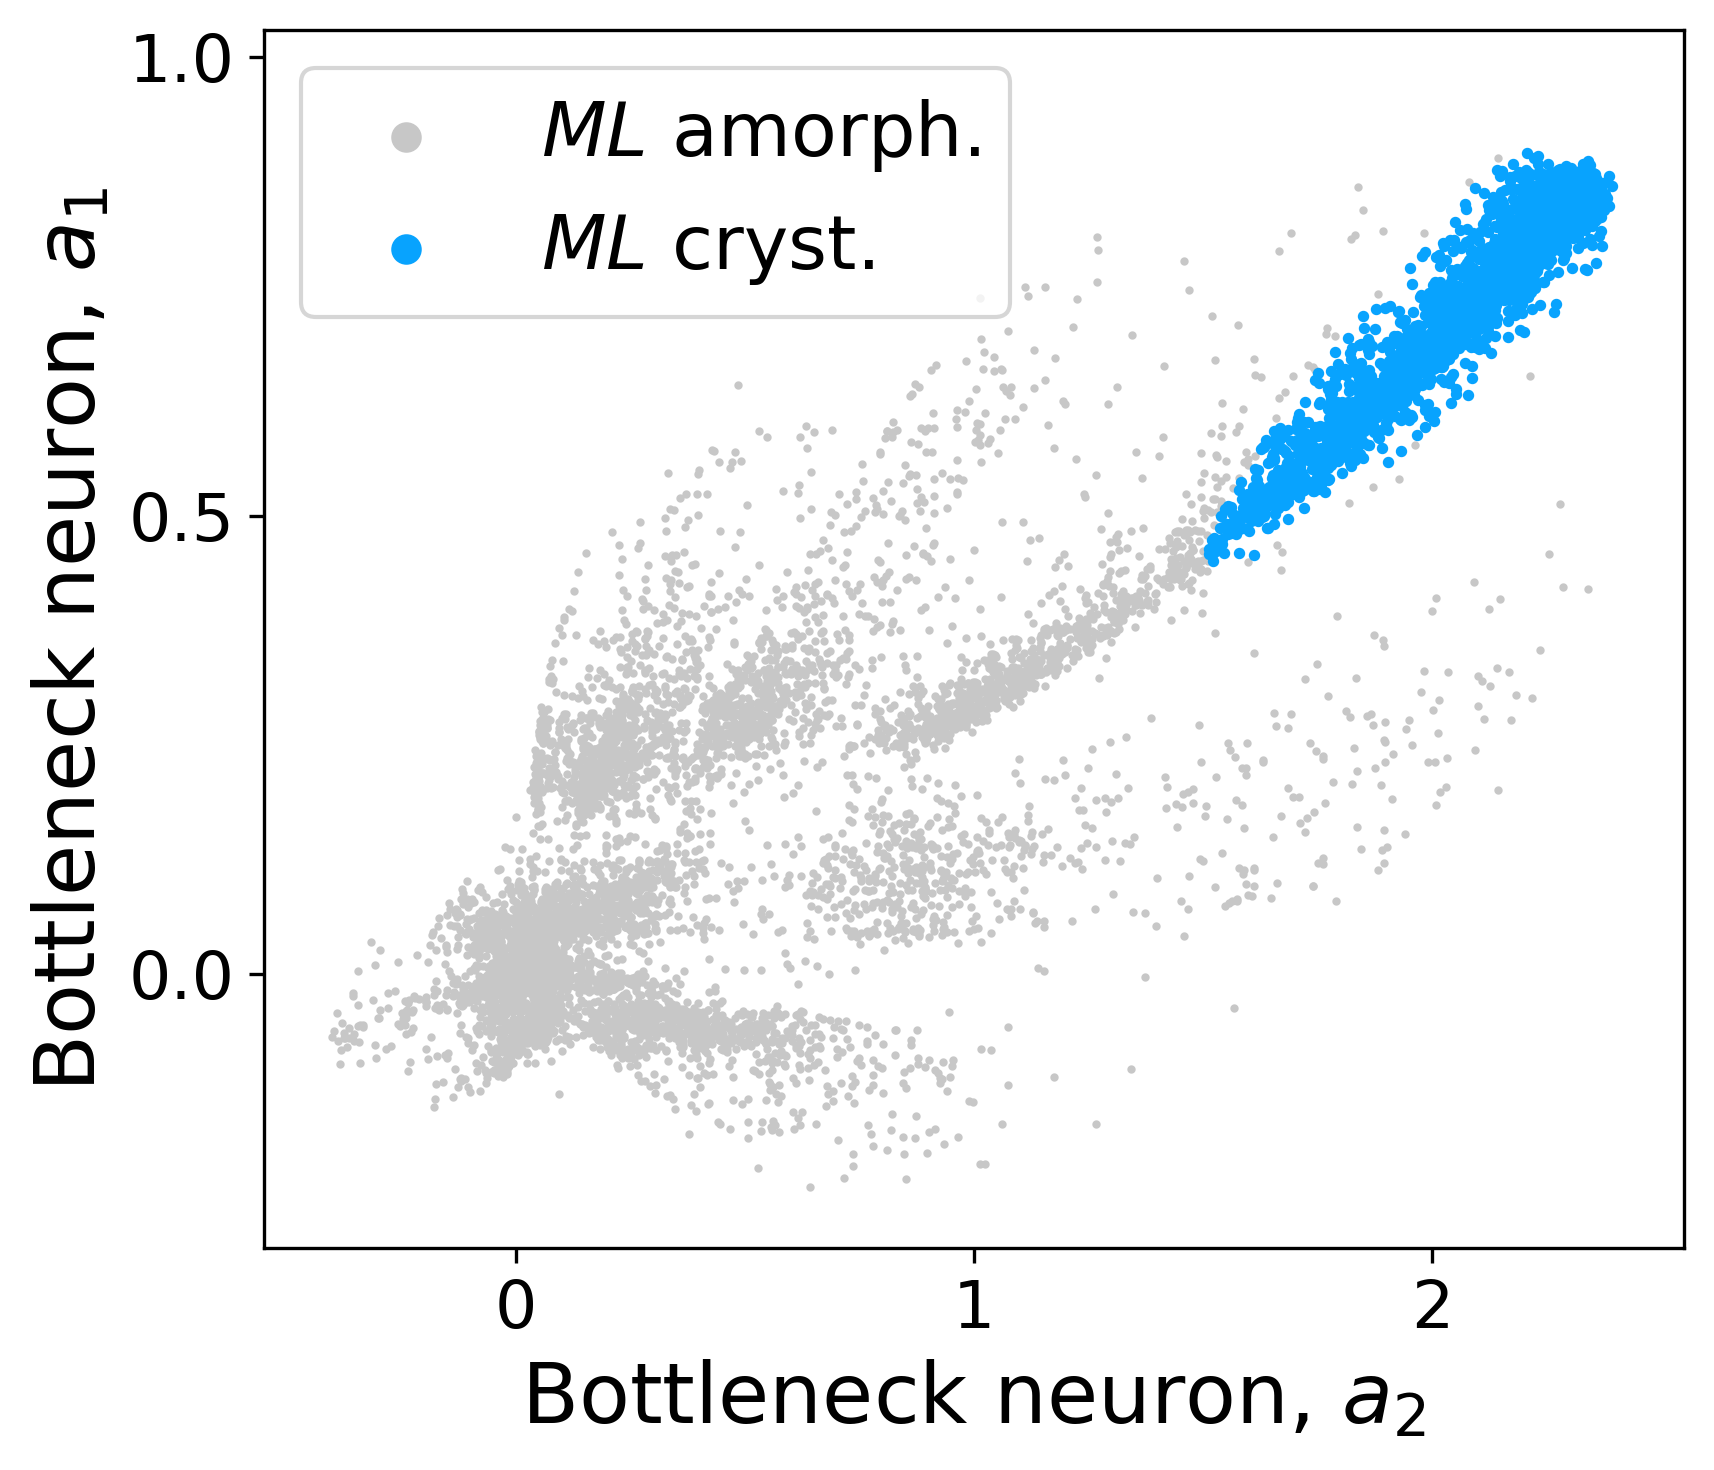 1.0
0.5
0.0
Bottleneck neuron, a₁
ML amorph.
ML cryst.
0 1 2
Bottleneck neuron, a₂